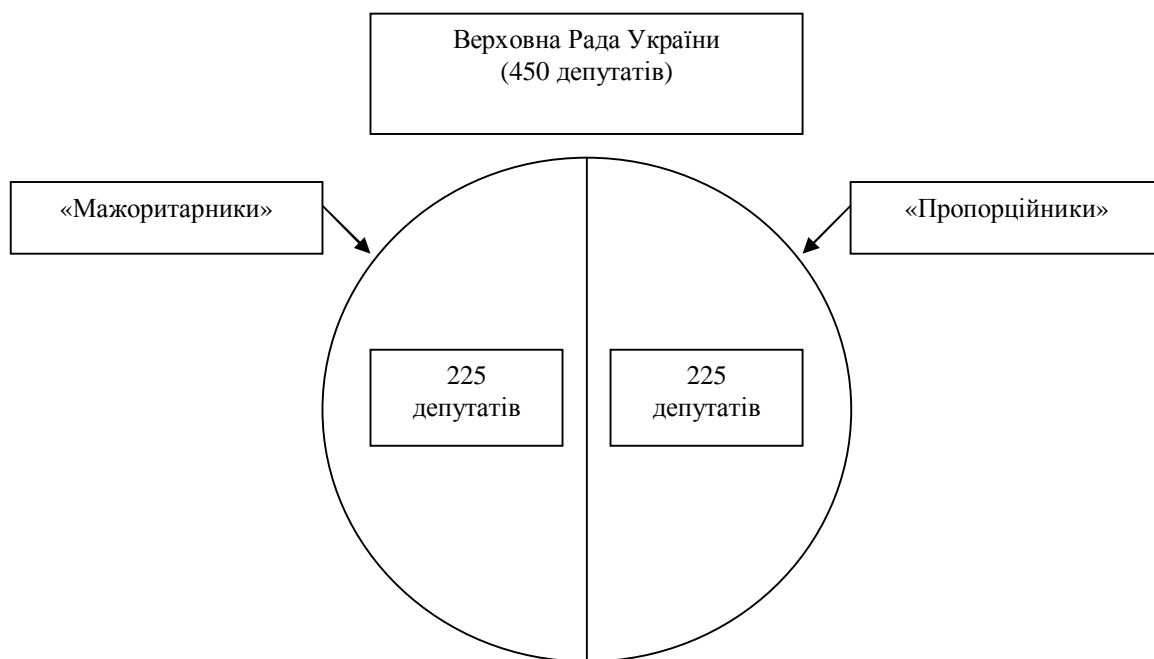 Верховна Рада України
(450 депутатів)
«Мажоритарники»
«Пропорційники»
225
депутатів
225
депутатів